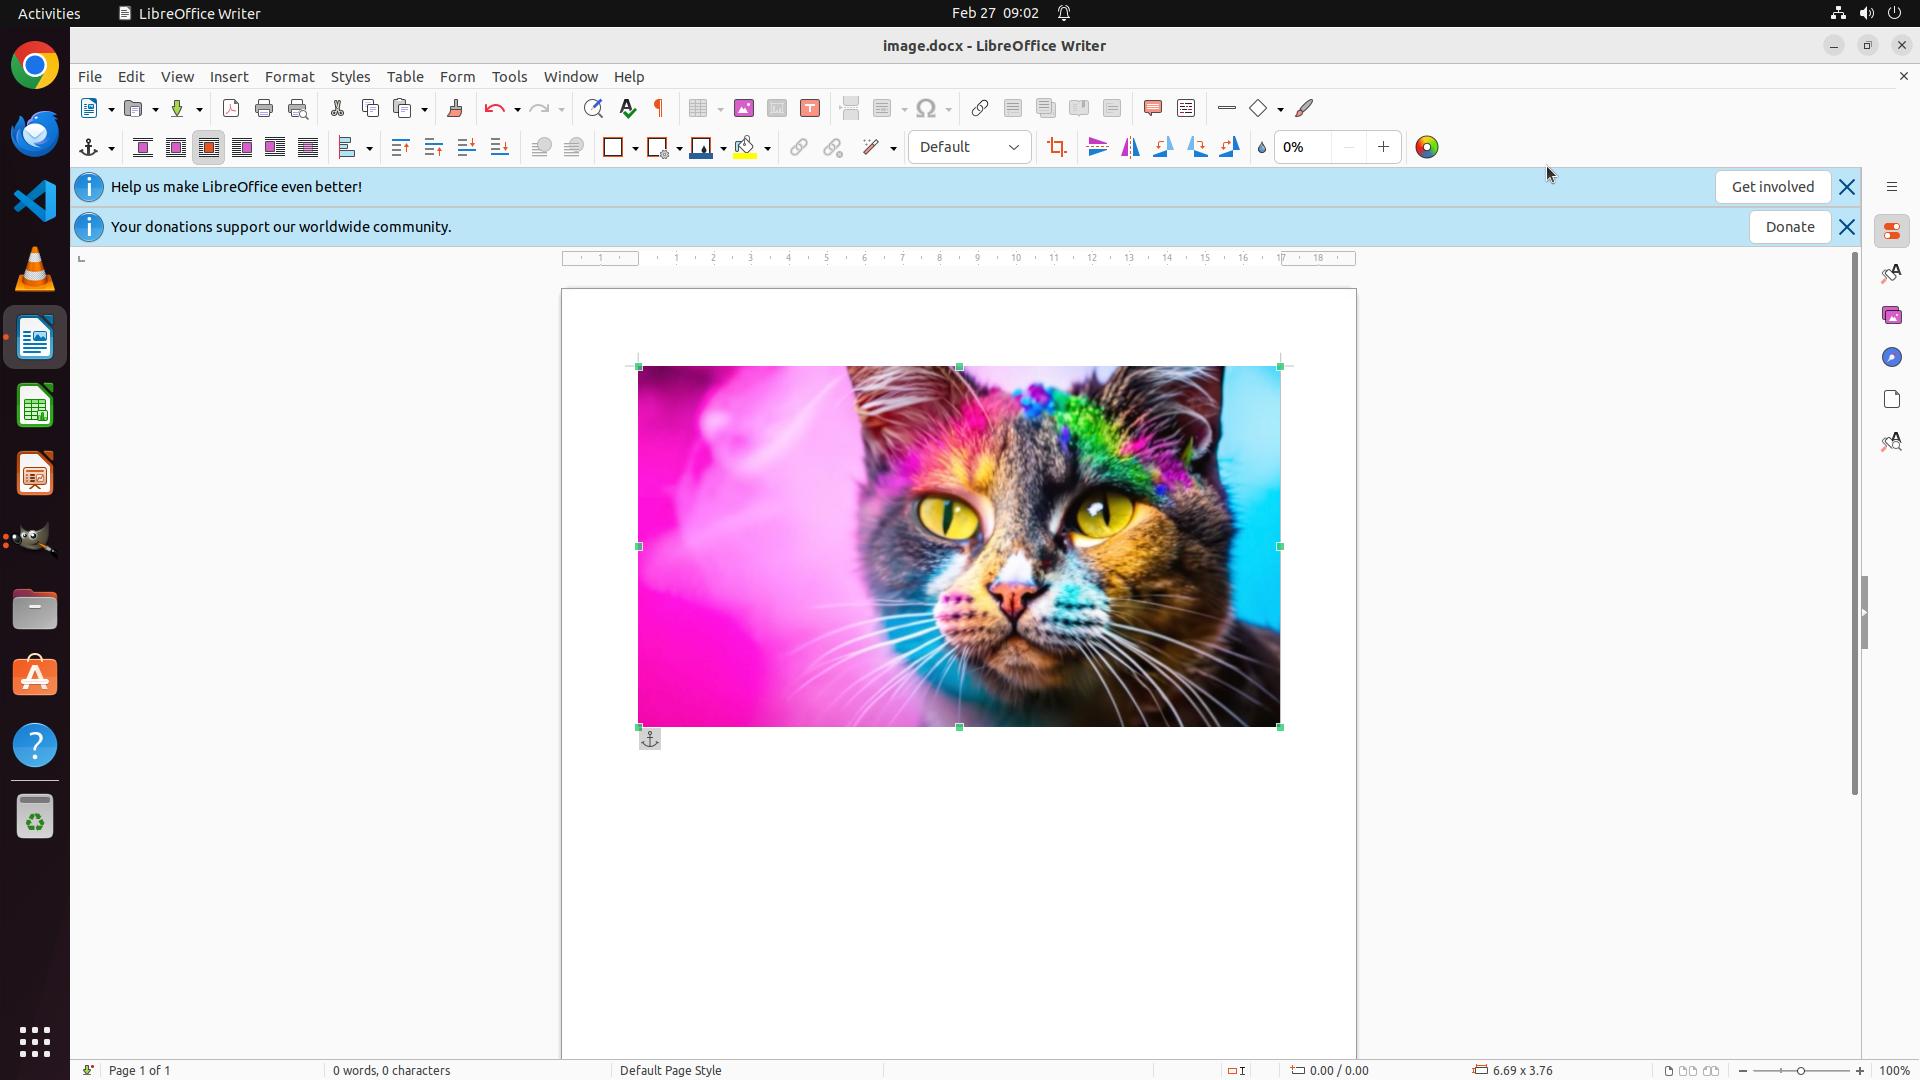 Activities
LibreOffice Writer
Feb 27 09:02
image.docx - LibreOffice Writer
File Edit View Insert Format Styles Table Form Tools Window Help
Default
0%
Help us make LibreOffice even better!
Get involved
Your donations support our worldwide community.
Donate
1 1 2 3 4 5 6 7 8 9 10 11 12 13 14 15 16 17 18
Page 1 of 1
0 words, 0 characters
Default Page Style
0.00 / 0.00
6.69 x 3.76
100%